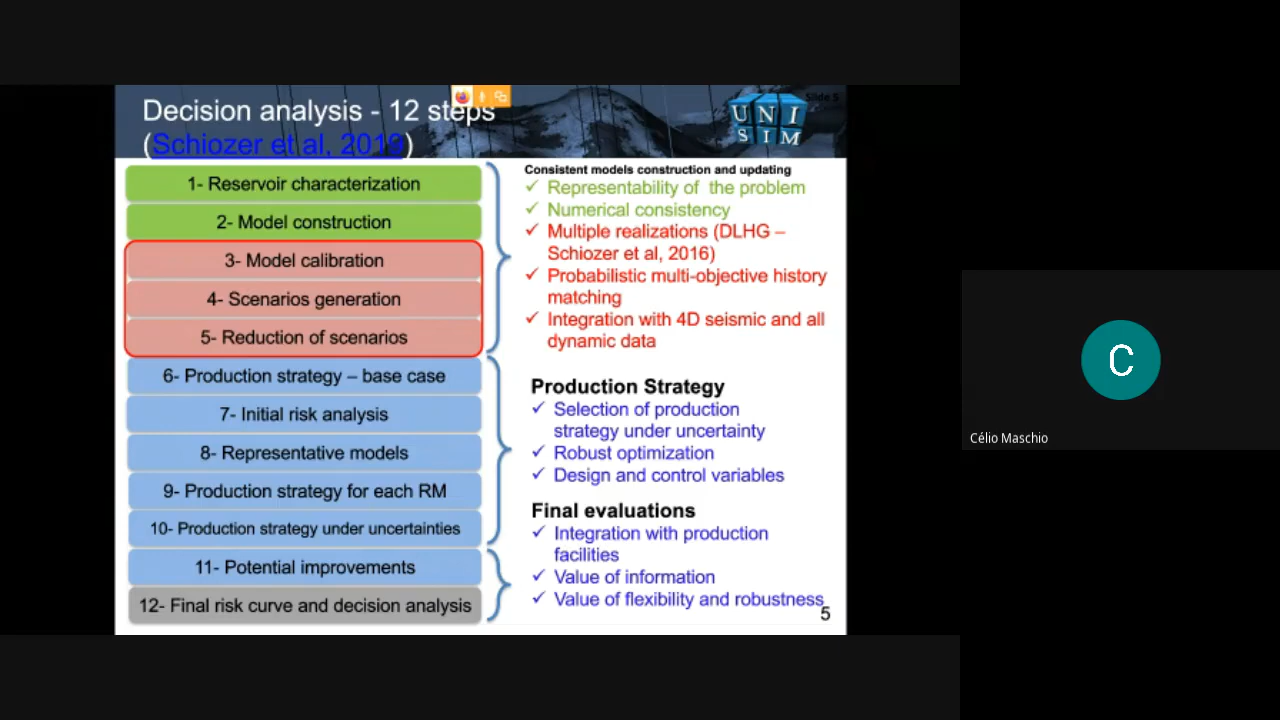 Decision analysis - 12 steps
(Schiozer et al, 2019)
UNI
SIM
Slide 5
1- Reservoir characterization
2- Model construction
3- Model calibration
4- Scenarios generation
5- Reduction of scenarios
6- Production strategy – base case
7- Initial risk analysis
8- Representative models
9- Production strategy for each RM
10- Production strategy under uncertainties
11- Potential improvements
12- Final risk curve and decision analysis
Consistent models construction and updating
✓ Representability of the problem
✓ Numerical consistency
✓ Multiple realizations (DLHG –
Schiozer et al, 2016)
✓ Probabilistic multi-objective history
matching
✓ Integration with 4D seismic and all
dynamic data
Production Strategy
✓ Selection of production
strategy under uncertainty
✓ Robust optimization
✓ Design and control variables
Final evaluations
✓ Integration with production
facilities
✓ Value of information
✓ Value of flexibility and robustness
5
C
Célio Maschio